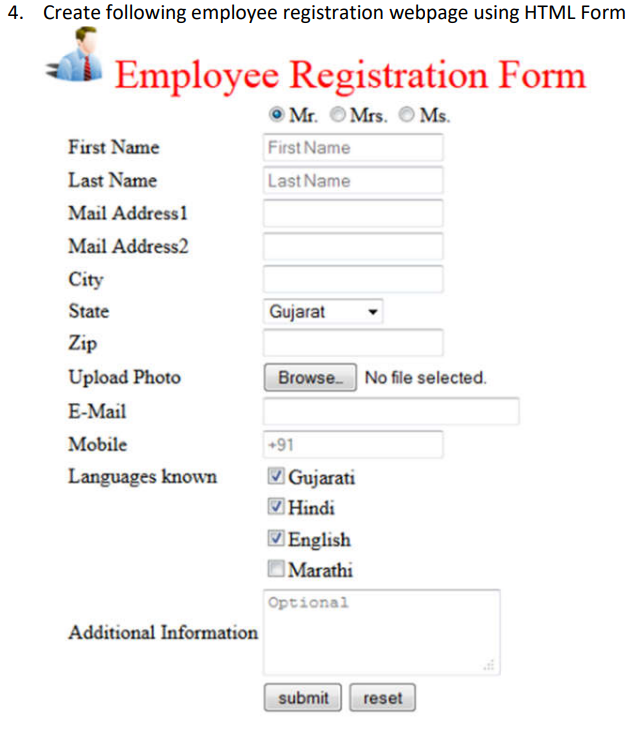 4. Create following employee registration webpage using HTML Form
Employee Registration Form
Mr. Mrs. Ms.
First Name First Name
Last Name Last Name
Mail Address1
Mail Address2
City
State Gujarat
Zip
Upload Photo Browse... No file selected.
E-Mail
Mobile +91
Languages known Gujarati
Hindi
English
Marathi
Optional
Additional Information
submit reset